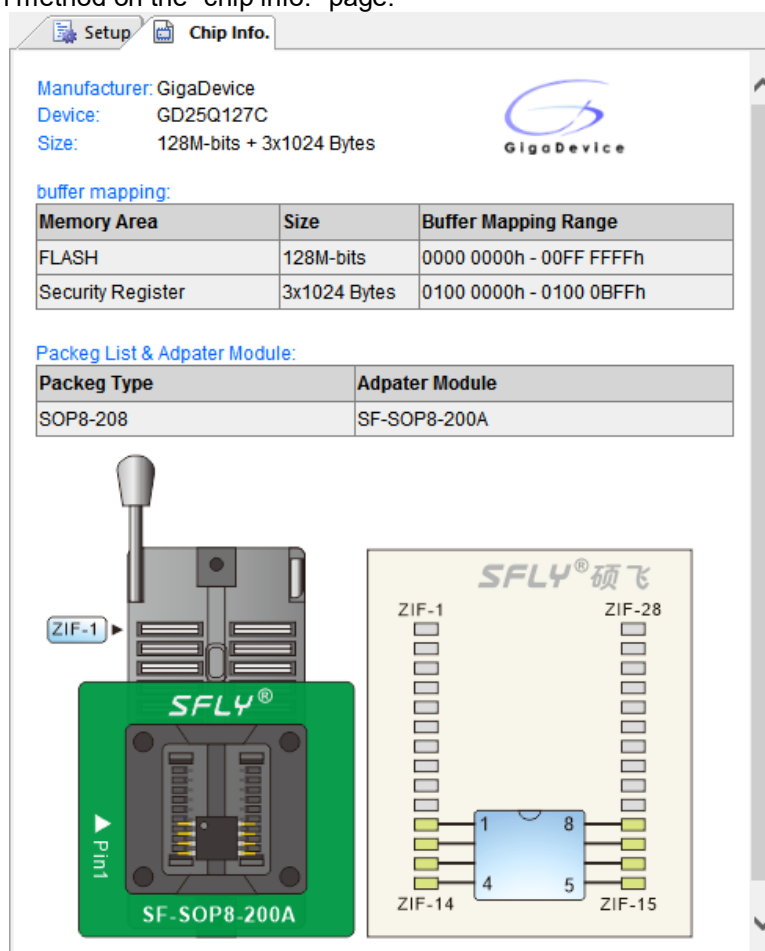 method on the "chip info." page.
Setup Chip Info.
Manufacturer: GigaDevice
Device: GD25Q127C
Size: 128M-bits + 3x1024 Bytes
GigaDevice
buffer mapping:
Memory Area Size Buffer Mapping Range
FLASH 128M-bits 0000 0000h - 00FF FFFFh
Security Register 3x1024 Bytes 0100 0000h - 0100 0BFFh
Packeg List & Adpater Module:
Packeg Type Adpater Module
SOP8-208 SF-SOP8-200A
SFLY®硕飞
ZIF-1 ZIF-28
ZIF-1
SFLY®
1 8
Pin1
4 5
ZIF-14 ZIF-15
SF-SOP8-200A